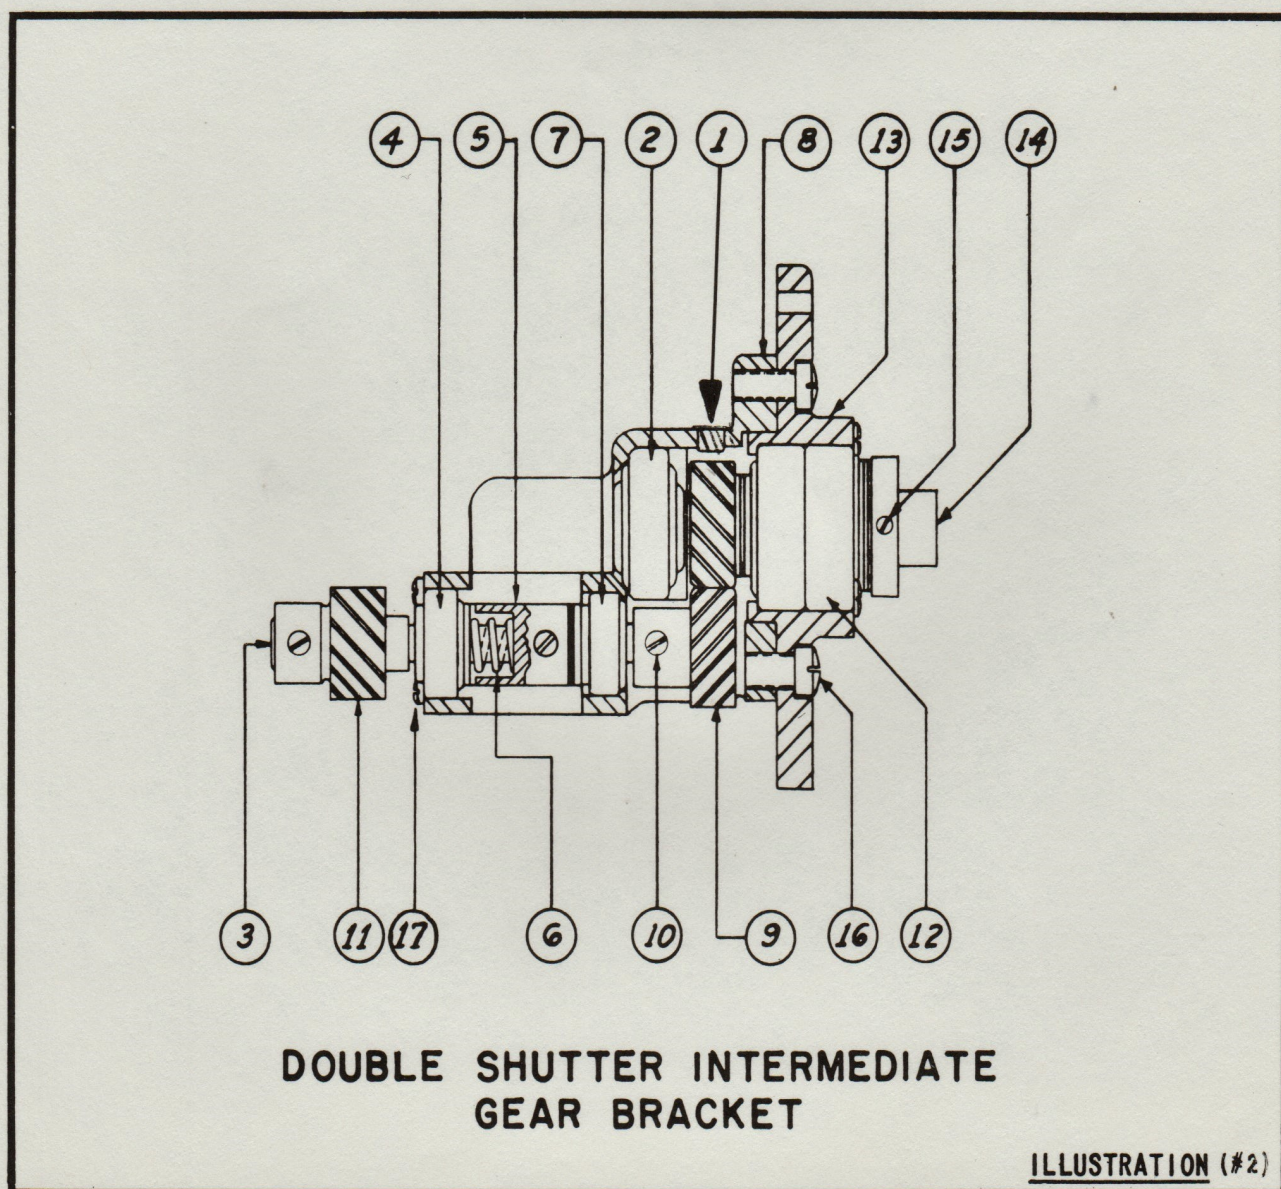 4 5 7 2 1 8 13 15 14
3 11 17 6 10 9 16 12
DOUBLE SHUTTER INTERMEDIATE
GEAR BRACKET
ILLUSTRATION (#2)